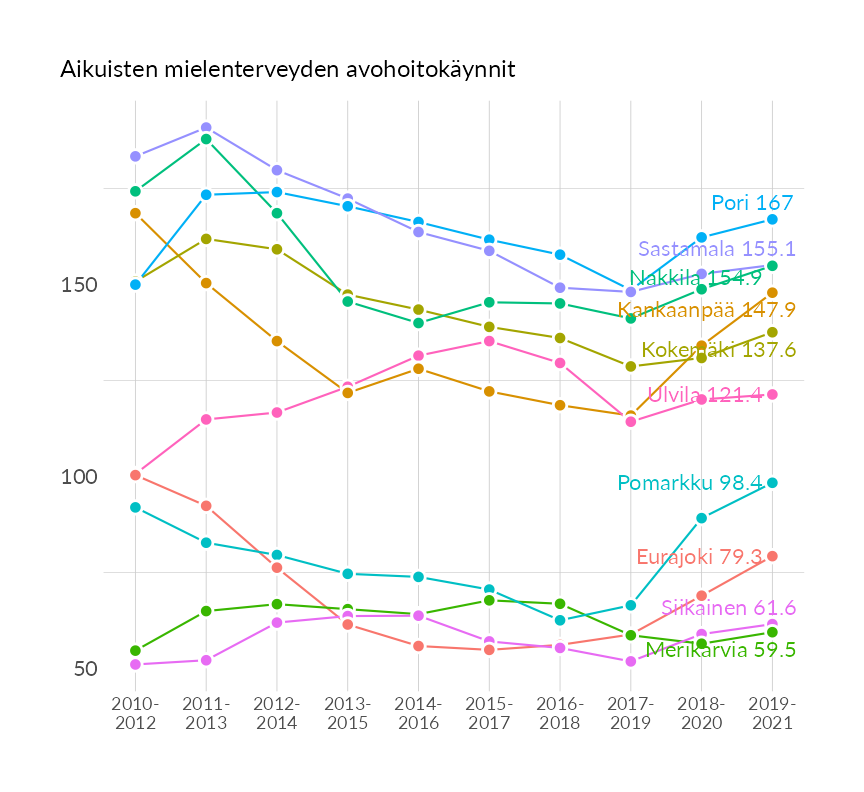 Aikuisten mielenterveyden avohoitokäynnit
Pori 167
Sastamala 155.1
Nakkila 154.9
150
Kankaanpää 147.9
Kokemäki 137.6
Ulvila 121.4
100
Pomarkku 98.4
Eurajoki 79.3
Siikainen 61.6
Merikarvia 59.5
50
2010-
2012
2011-
2013
2012-
2014
2013-
2015
2014-
2016
2015-
2017
2016-
2018
2017-
2019
2018-
2020
2019-
2021